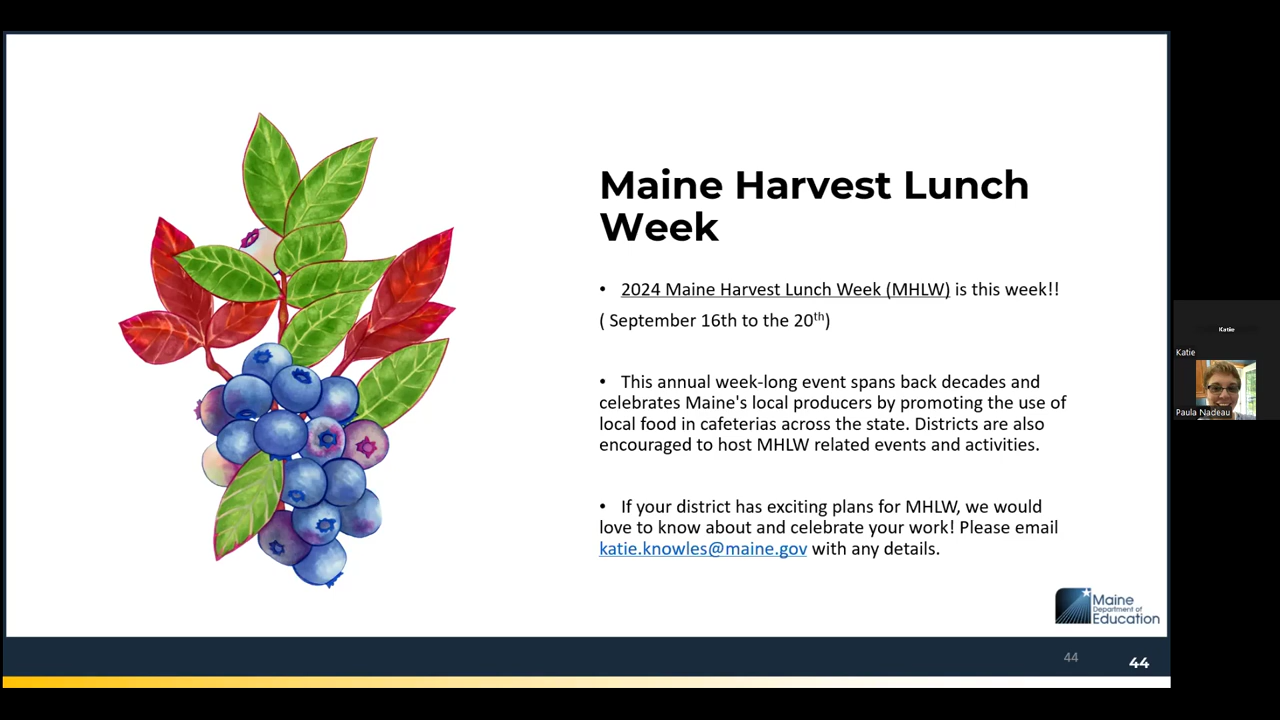 Maine Harvest Lunch
Week
• 2024 Maine Harvest Lunch Week (MHLW) is this week!!
( September 16th to the 20th)
• This annual week-long event spans back decades and
celebrates Maine's local producers by promoting the use of
local food in cafeterias across the state. Districts are also
encouraged to host MHLW related events and activities.
• If your district has exciting plans for MHLW, we would
love to know about and celebrate your work! Please email
katie.knowles@maine.gov with any details.
Maine
Department of
Education
44
44
Katie
Katie
Paula Nadeau